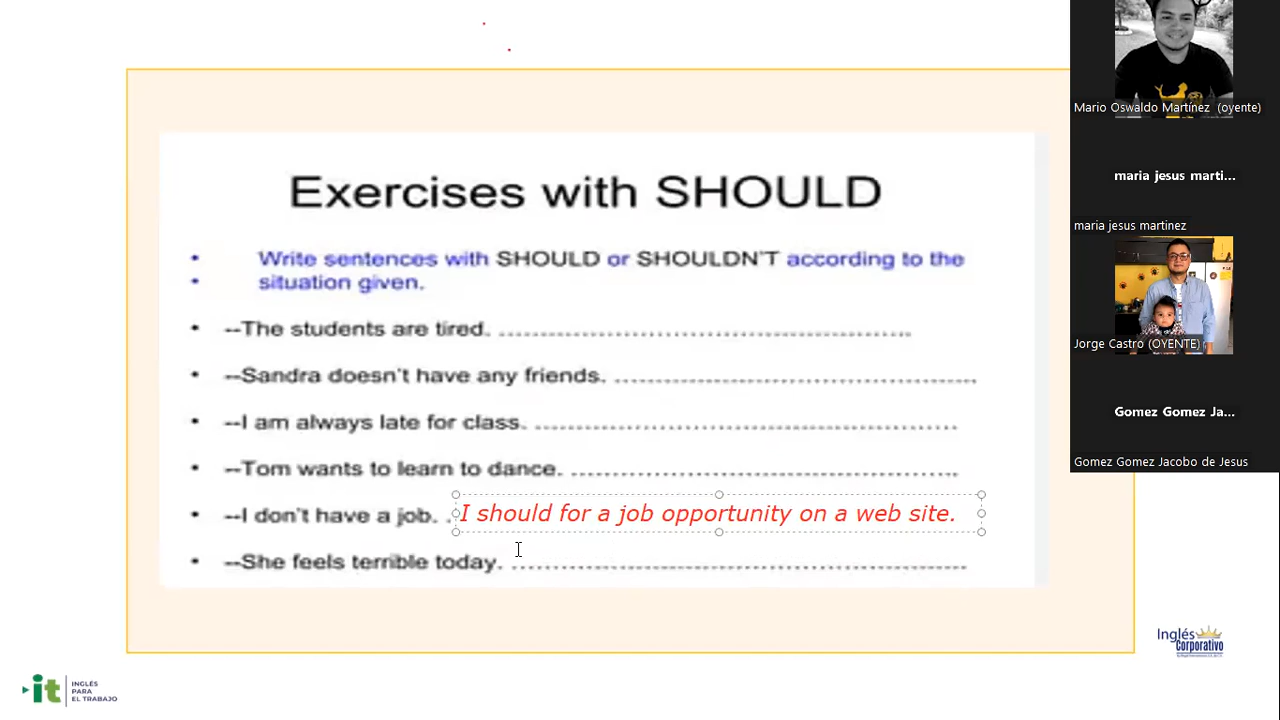 Exercises with SHOULD
• Write sentences with SHOULD or SHOULDN'T according to the
• situation given.
• --The students are tired. ................................................
• --Sandra doesn't have any friends. ..........................................
• --I am always late for class. ................................................
• --Tom wants to learn to dance. .............................................
• --I don't have a job. . I should for a job opportunity on a web site.
• --She feels terrible today. .....................................................
Mario Oswaldo Martínez (oyente)
maria jesus marti...
maria jesus martinez
Jorge Castro (OYENTE)
Gomez Gomez Ja...
Gomez Gomez Jacobo de Jesus
Inglés
Corporativo
it
INGLÉS
PARA
EL TRABAJO